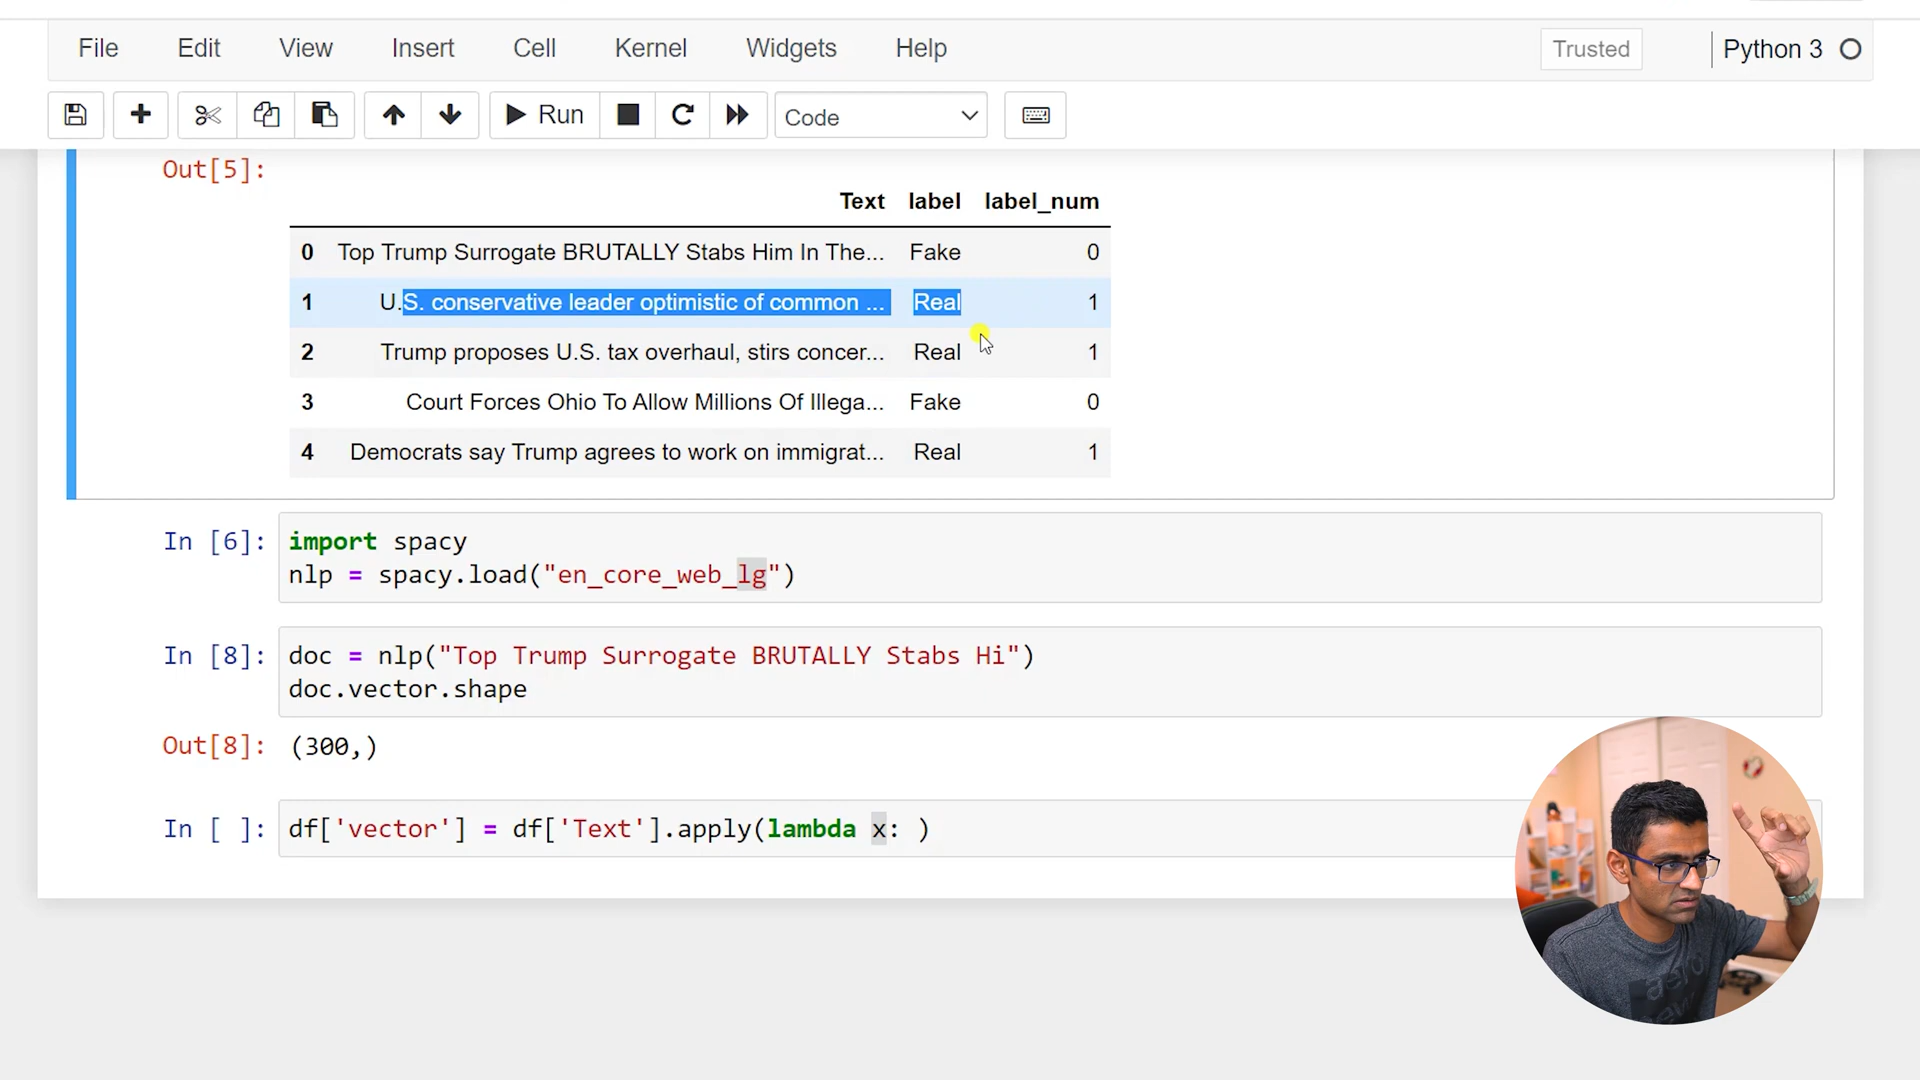 File Edit View Insert Cell Kernel Widgets Help Trusted Python 3
Run Code
Out[5]:
Text label label_num
0 Top Trump Surrogate BRUTALLY Stabs Him In The... Fake 0
1 U.S. conservative leader optimistic of common ... Real 1
2 Trump proposes U.S. tax overhaul, stirs concer... Real 1
3 Court Forces Ohio To Allow Millions Of Illega... Fake 0
4 Democrats say Trump agrees to work on immigrat... Real 1
In [6]: import spacy
nlp = spacy.load("en_core_web_lg")
In [8]: doc = nlp("Top Trump Surrogate BRUTALLY Stabs Hi")
doc.vector.shape
Out[8]: (300,)
In [ ]: df['vector'] = df['Text'].apply(lambda x: )